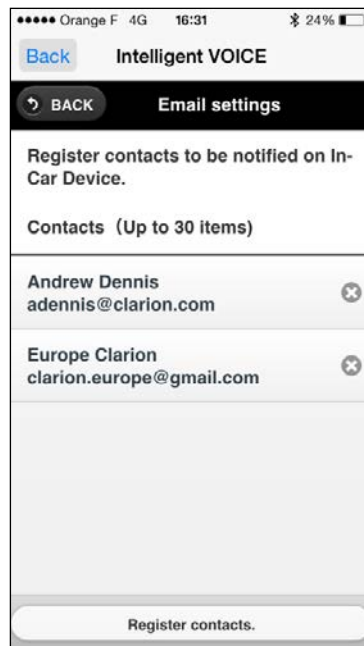 Orange F 4G 16:31 24%
Back Intelligent VOICE
BACK Email settings
Register contacts to be notified on In-
Car Device.
Contacts (Up to 30 items)
Andrew Dennis
adennis@clarion.com
Europe Clarion
clarion.europe@gmail.com
Register contacts.